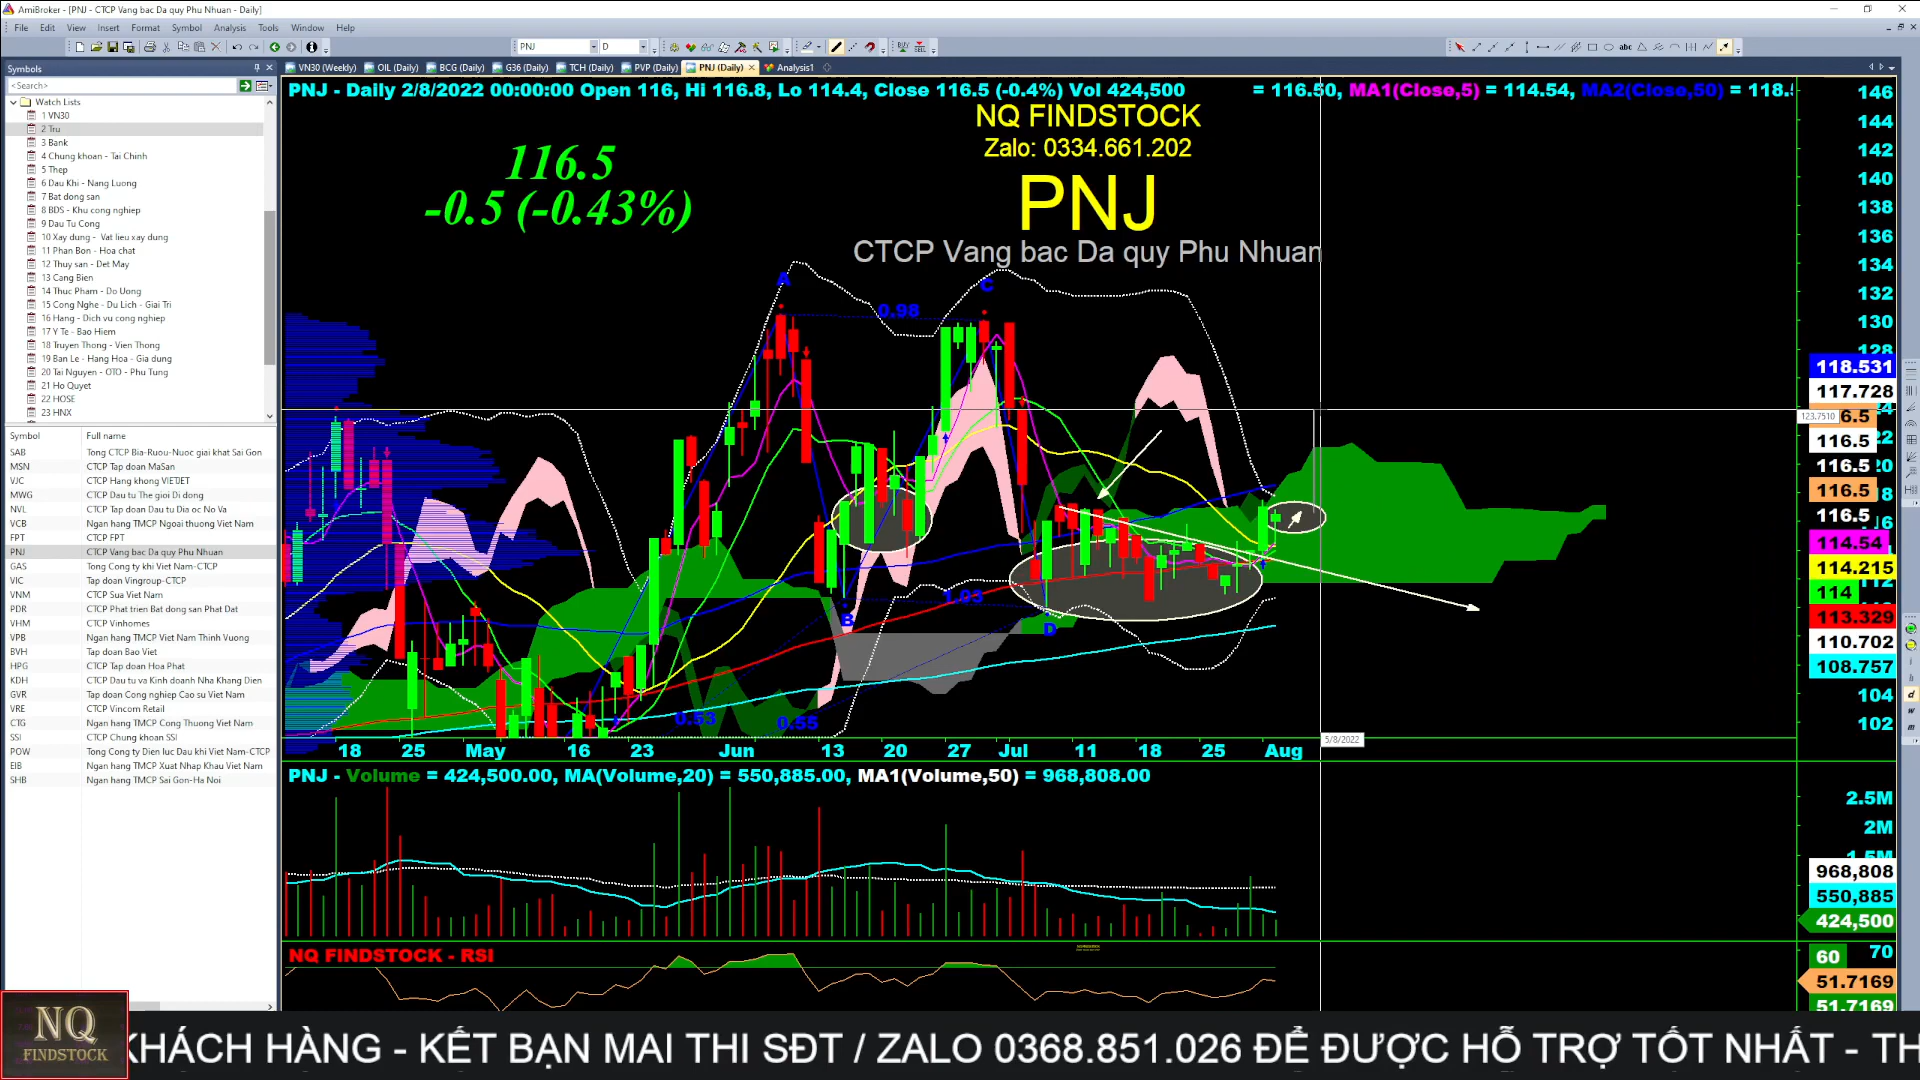 AmiBroker - [PNJ - CTCP Vang bac Da quy Phu Nhuan - Daily]
File Edit View Insert Format Symbol Analysis Tools Window Help
PNJ D
Symbols
VN30 (Weekly) OIL (Daily) BCG (Daily) G36 (Daily) TCH (Daily) PVP (Daily) PNJ (Daily) Analysis1
<Search>
Watch Lists
1 VN30
2 Tru
3 Bank
4 Chung khoan - Tai Chinh
5 Thep
6 Dau Khi - Nang Luong
7 Bat dong san
8 BDS - Khu cong nghiep
9 Dau Tu Cong
10 Xay dung - Vat lieu xay dung
11 Phan Bon - Hoa chat
12 Thuy san - Det May
13 Cang Bien
14 Thuc Pham - Do Uong
15 Cong Nghe - Du Lich - Giai Tri
16 Hang - Dich vu cong nghiep
17 Y Te - Bao Hiem
18 Truyen Thong - Vien Thong
19 Ban Le - Hang Hoa - Gia dung
20 Tai Nguyen - OTO - Phu Tung
21 Ho Quyet
22 HOSE
23 HNX
Symbol Full name
SAB Tong CTCP Bia-Ruou-Nuoc giai khat Sai Gon
MSN CTCP Tap doan MaSan
VJC CTCP Hang khong VIETJET
MWG CTCP Dau tu The gioi Di dong
NVL CTCP Tap doan Dau tu Dia oc No Va
VCB Ngan hang TMCP Ngoai thuong Viet Nam
FPT CTCP FPT
PNJ CTCP Vang bac Da quy Phu Nhuan
GAS Tong Cong ty Khi Viet Nam-CTCP
VIC Tap doan Vingroup-CTCP
VNM CTCP Sua Viet Nam
PDR CTCP Phat trien Bat dong san Phat Dat
VHM CTCP Vinhomes
VPB Ngan hang TMCP Viet Nam Thinh Vuong
BVH Tap doan Bao Viet
HPG CTCP Tap doan Hoa Phat
KDH CTCP Dau tu va Kinh doanh Nha Khang Dien
GVR Tap doan Cong nghiep Cao su Viet Nam
VRE CTCP Vincom Retail
CTG Ngan hang TMCP Cong Thuong Viet Nam
SSI CTCP Chung khoan SSI
POW Tong Cong ty Dien luc Dau khi Viet Nam-CTCP
EIB Ngan hang TMCP Xuat Nhap Khau Viet Nam
SHB Ngan hang TMCP Sai Gon-Ha Noi
PNJ - Daily 2/8/2022 00:00:00 Open 116, Hi 116.8, Lo 114.4, Close 116.5 (-0.4%) Vol 424,500 = 116.50, MA1(Close,5) = 114.54, MA2(Close,50) = 118.
NQ FINDSTOCK
Zalo: 0334.661.202
PNJ
CTCP Vang bac Da quy Phu Nhuan
116.5
-0.5 (-0.43%)
A
C
0.98
B
1.03
D
0.53
0.55
146
144
142
140
138
136
134
132
130
128
118.531
117.728
123.7510
116.5
116.5
116.5
116.5
114.54
114.215
114
113.329
110.702
108.757
104
102
18 25 May 16 23 Jun 13 20 27 Jul 11 18 25 Aug
5/8/2022
PNJ - Volume = 424,500.00, MA(Volume,20) = 550,885.00, MA1(Volume,50) = 968,808.00
2.5M
2M
968,808
550,885
424,500
NQ FINDSTOCK - RSI
70
60
51.7169
51.7169
NQ FINDSTOCK
KHÁCH HÀNG - KẾT BẠN MAI THI SĐT / ZALO 0368.851.026 ĐỂ ĐƯỢC HỖ TRỢ TỐT NHẤT - TH